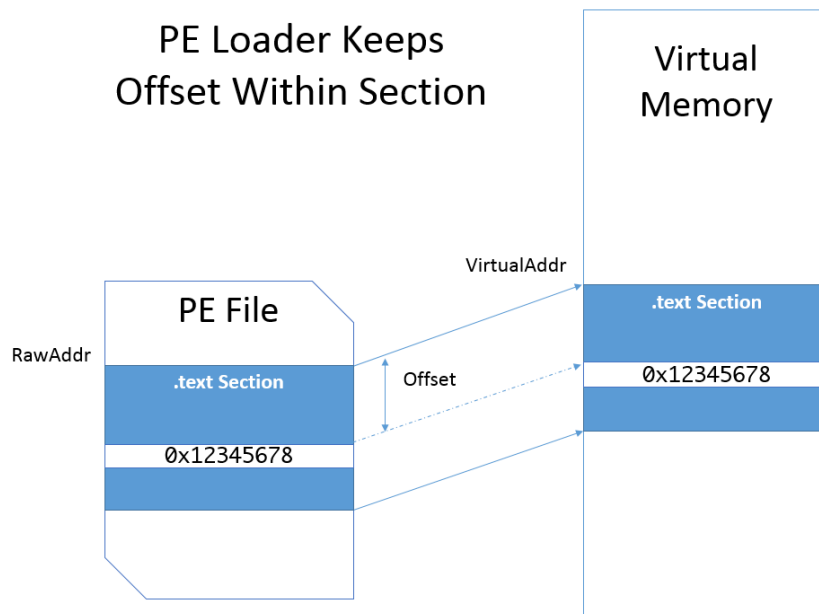 PE Loader Keeps
Offset Within Section
Virtual
Memory
VirtualAddr
PE File
.text Section
RawAddr
Offset
.text Section
0x12345678
0x12345678